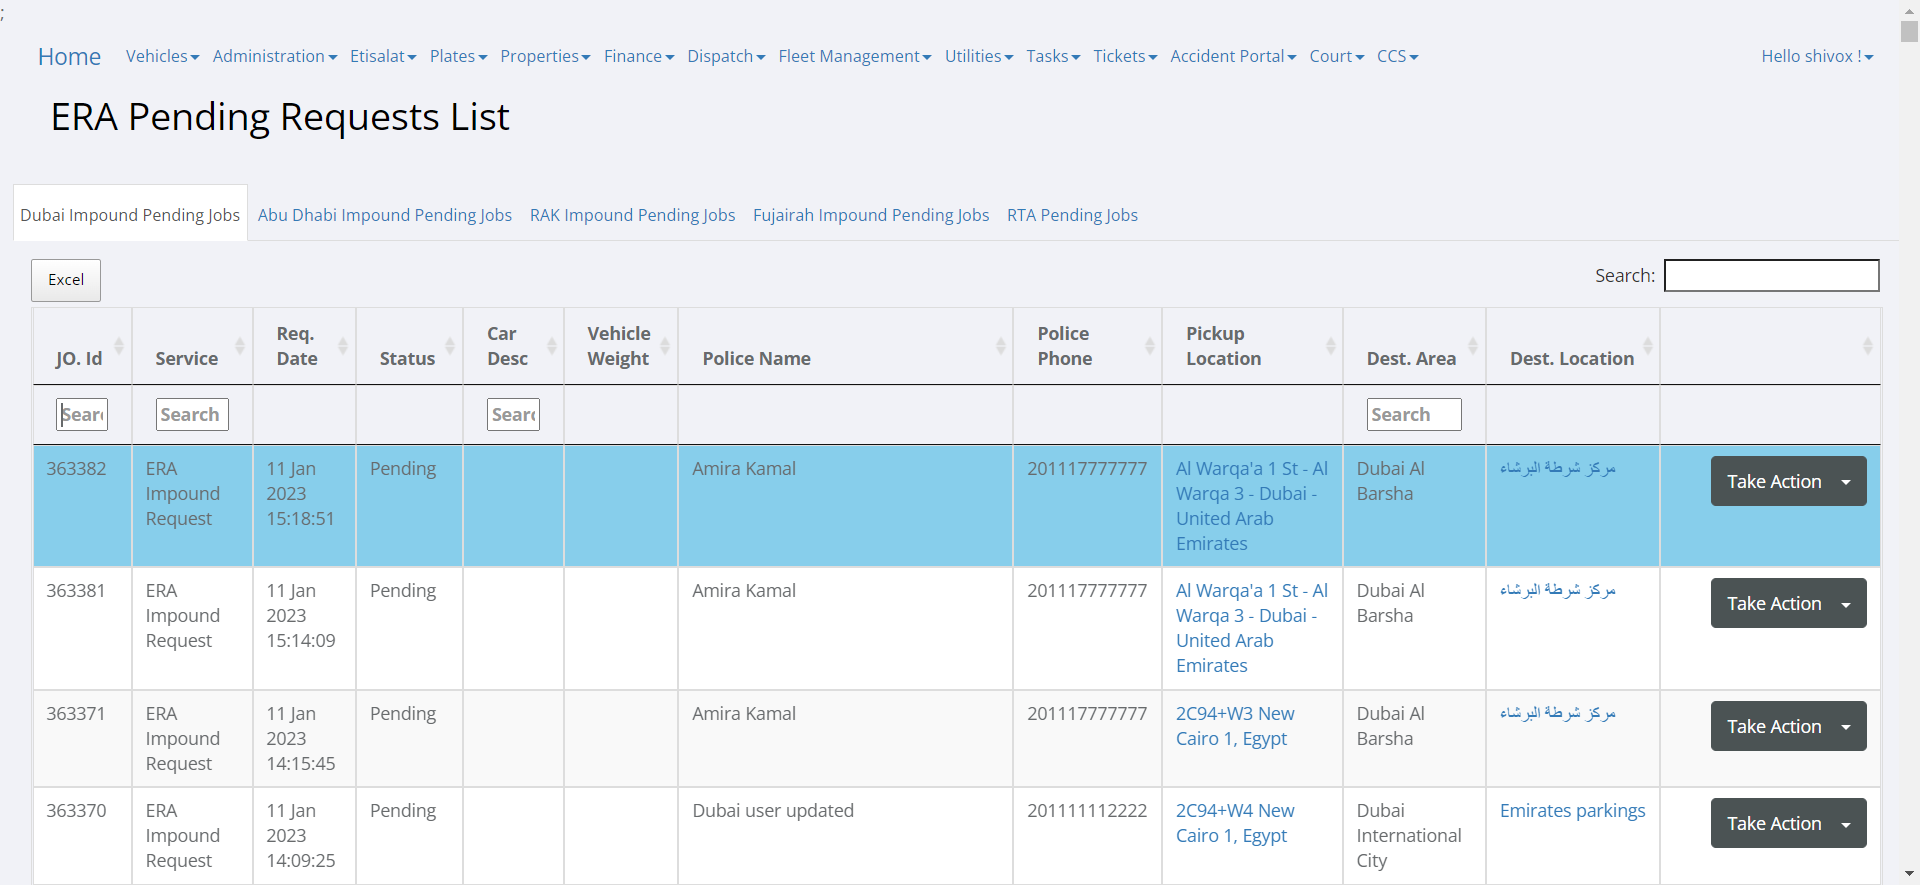 ;
Home Vehicles Administration Etisalat Plates Properties Finance Dispatch Fleet Management Utilities Tasks Tickets Accident Portal Court CCS Hello shivox !
ERA Pending Requests List
Dubai Impound Pending Jobs Abu Dhabi Impound Pending Jobs RAK Impound Pending Jobs Fujairah Impound Pending Jobs RTA Pending Jobs
Excel Search:
JO. Id Service Req. Date Status Car Desc Vehicle Weight Police Name Police Phone Pickup Location Dest. Area Dest. Location
Sear Search Sear Search
363382 ERA Impound Request 11 Jan 2023 15:18:51 Pending Amira Kamal 201117777777 Al Warqa'a 1 St - Al Warqa 3 - Dubai - United Arab Emirates Dubai Al Barsha مركز شرطة البرشاء Take Action
363381 ERA Impound Request 11 Jan 2023 15:14:09 Pending Amira Kamal 201117777777 Al Warqa'a 1 St - Al Warqa 3 - Dubai - United Arab Emirates Dubai Al Barsha مركز شرطة البرشاء Take Action
363371 ERA Impound Request 11 Jan 2023 14:15:45 Pending Amira Kamal 201117777777 2C94+W3 New Cairo 1, Egypt Dubai Al Barsha مركز شرطة البرشاء Take Action
363370 ERA Impound Request 11 Jan 2023 14:09:25 Pending Dubai user updated 201111112222 2C94+W4 New Cairo 1, Egypt Dubai International City Emirates parkings Take Action